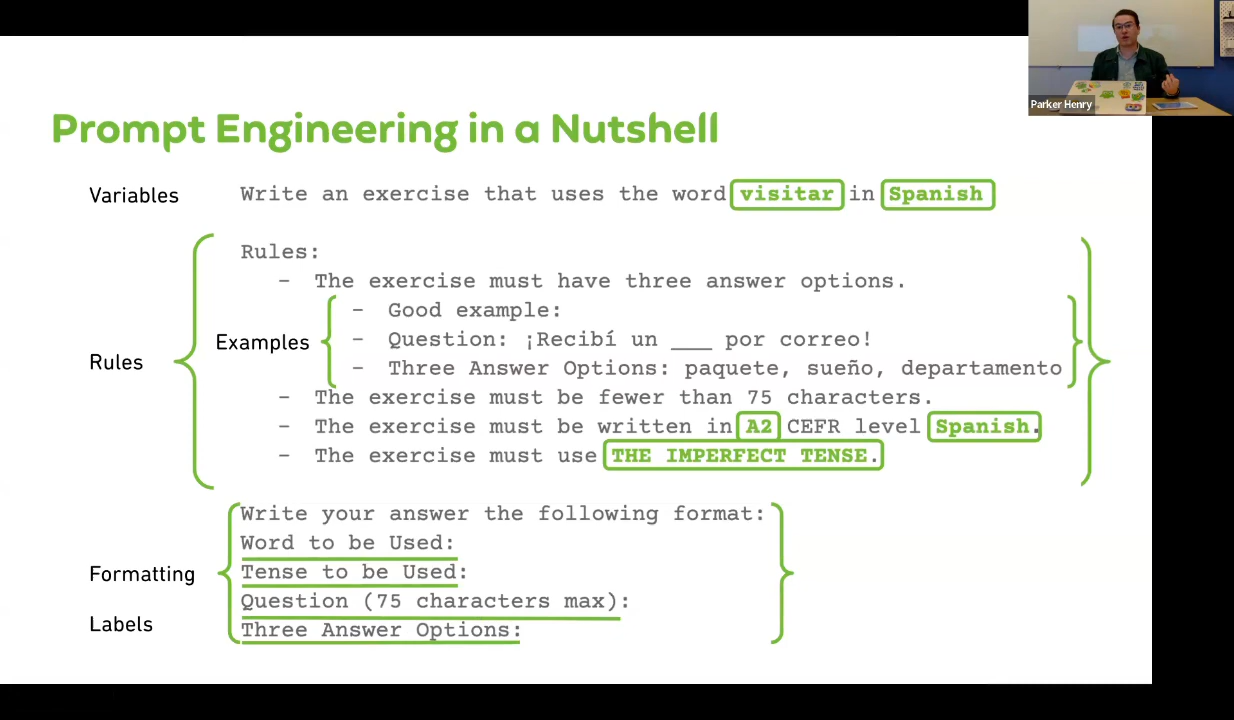 Parker Henry
Prompt Engineering in a Nutshell
Variables
Write an exercise that uses the word visitar in Spanish
Rules
Rules:
- The exercise must have three answer options.
Examples
- Good example:
- Question: ¡Recibí un ___ por correo!
- Three Answer Options: paquete, sueño, departamento
- The exercise must be fewer than 75 characters.
- The exercise must be written in A2 CEFR level Spanish.
- The exercise must use THE IMPERFECT TENSE.
Formatting
Labels
Write your answer the following format:
Word to be Used:
Tense to be Used:
Question (75 characters max):
Three Answer Options: